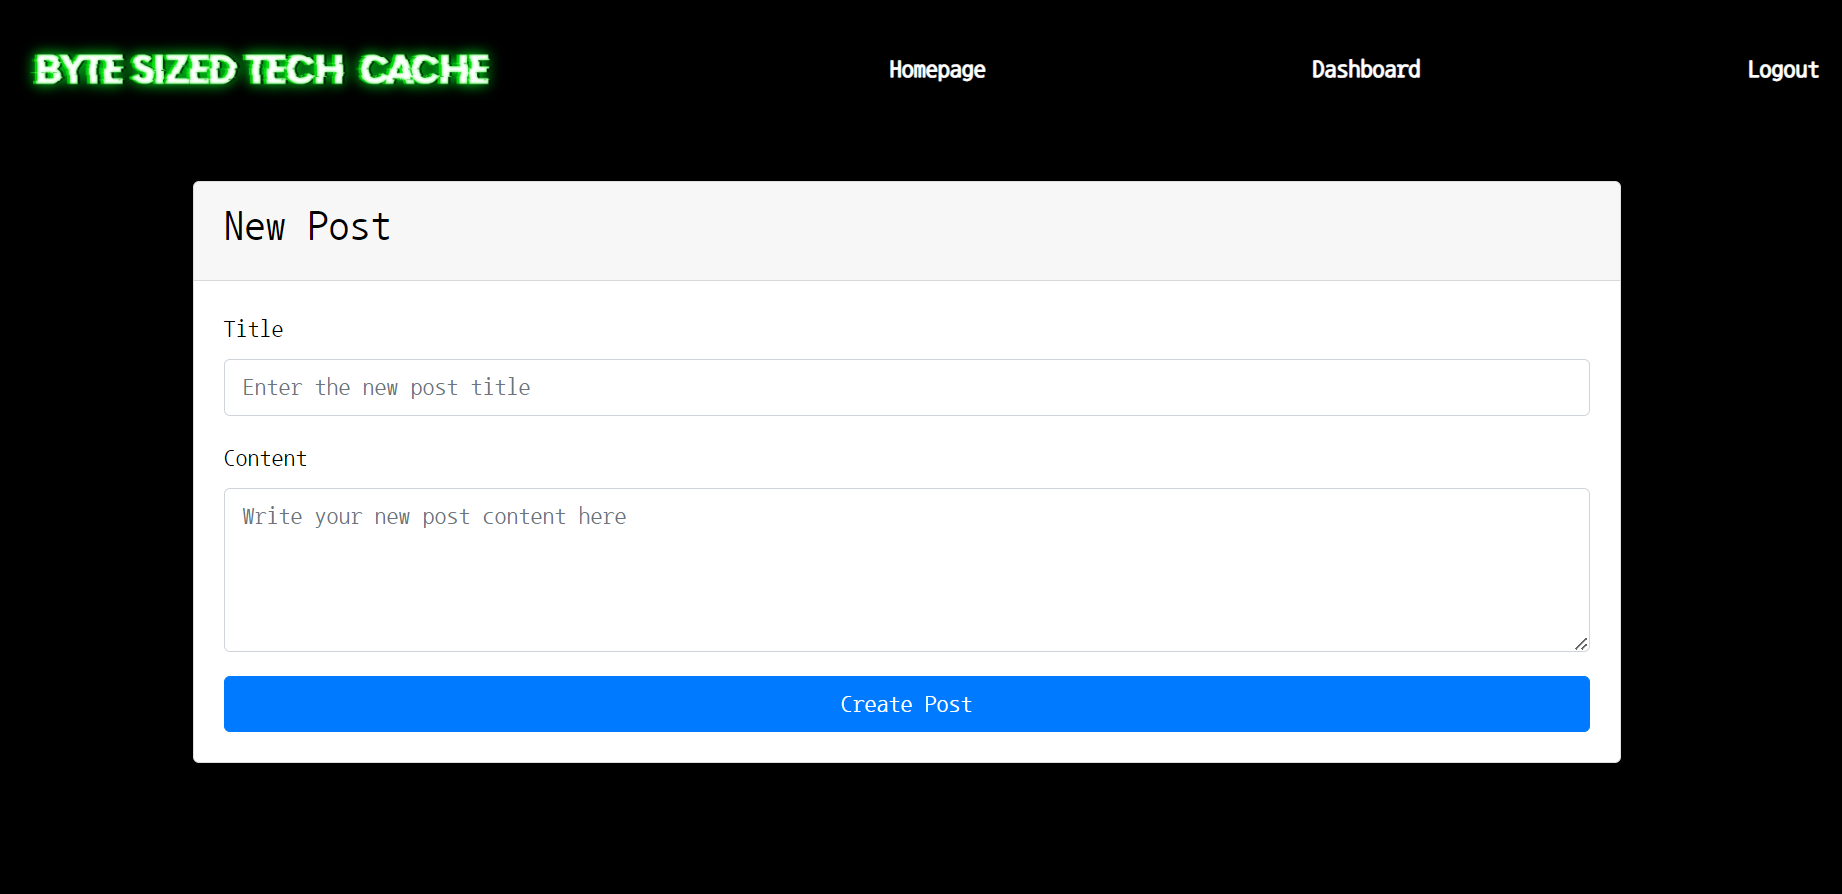 BYTE SIZED TECH CACHE
Homepage
Dashboard
Logout
New Post
Title
Enter the new post title
Content
Write your new post content here
Create Post